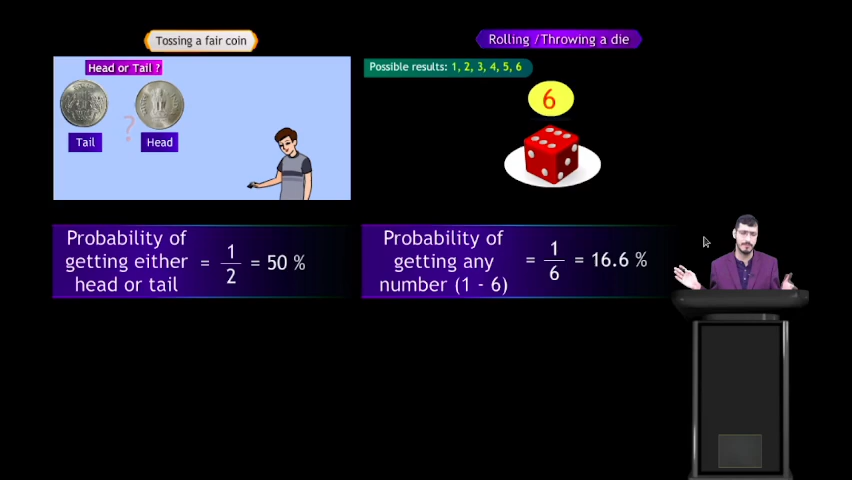 Tossing a fair coin
Head or Tail ?
Tail
?
Head
Probability of
getting either
head or tail
= 1/2 = 50 %
Rolling /Throwing a die
Possible results: 1, 2, 3, 4, 5, 6
6
Probability of
getting any
number (1 - 6)
= 1/6 = 16.6 %